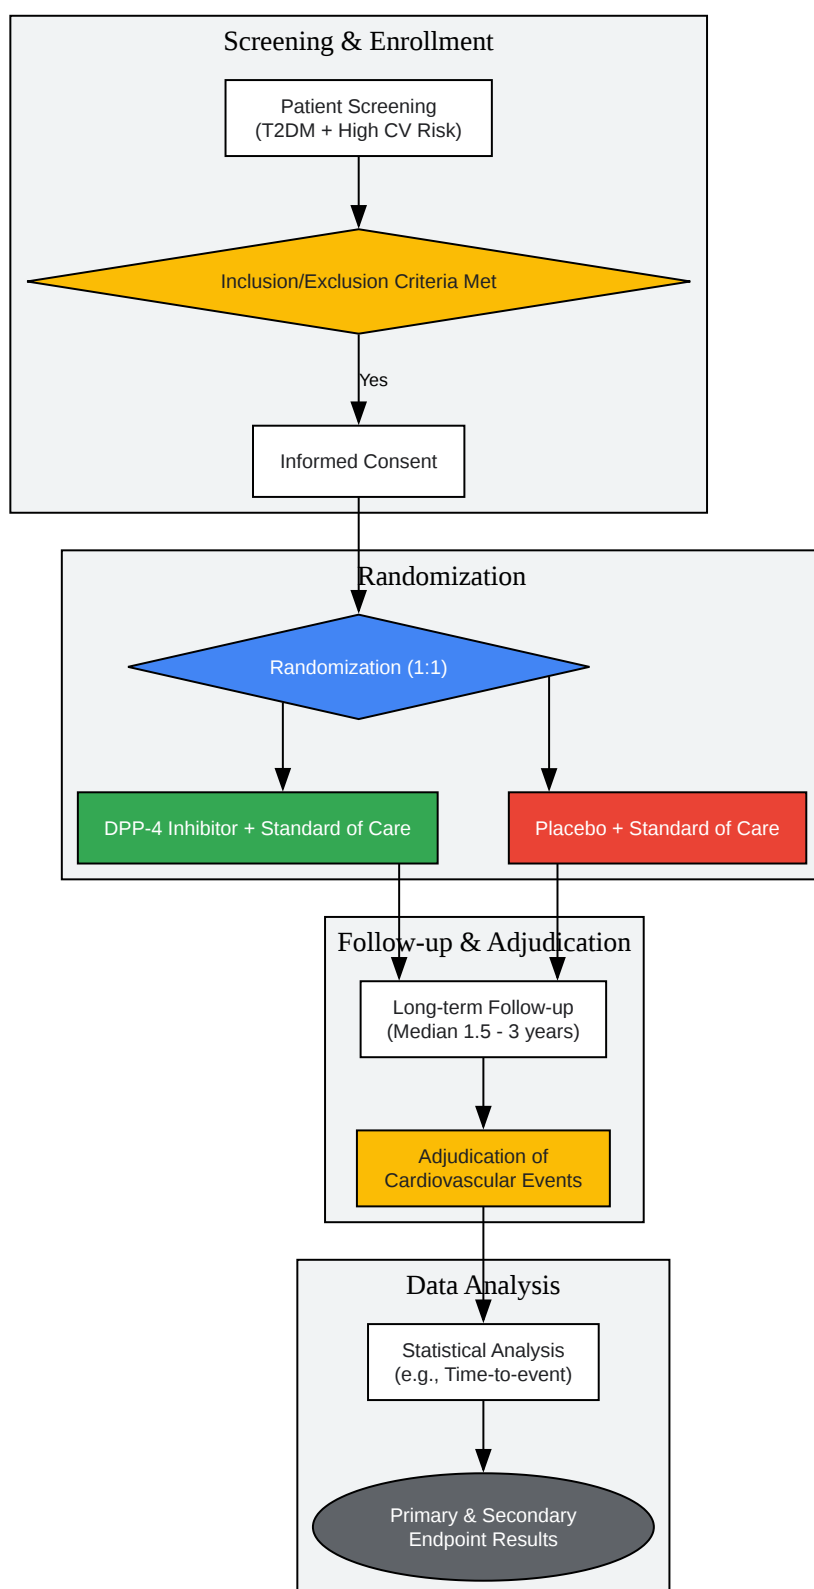 Screening & Enrollment
Patient Screening
(T2DM + High CV Risk)
Inclusion/Exclusion Criteria Met
Yes
Informed Consent
Randomization
Randomization (1:1)
DPP-4 Inhibitor + Standard of Care
Placebo + Standard of Care
Follow-up & Adjudication
Long-term Follow-up
(Median 1.5 - 3 years)
Adjudication of
Cardiovascular Events
Data Analysis
Statistical Analysis
(e.g., Time-to-event)
Primary & Secondary
Endpoint Results